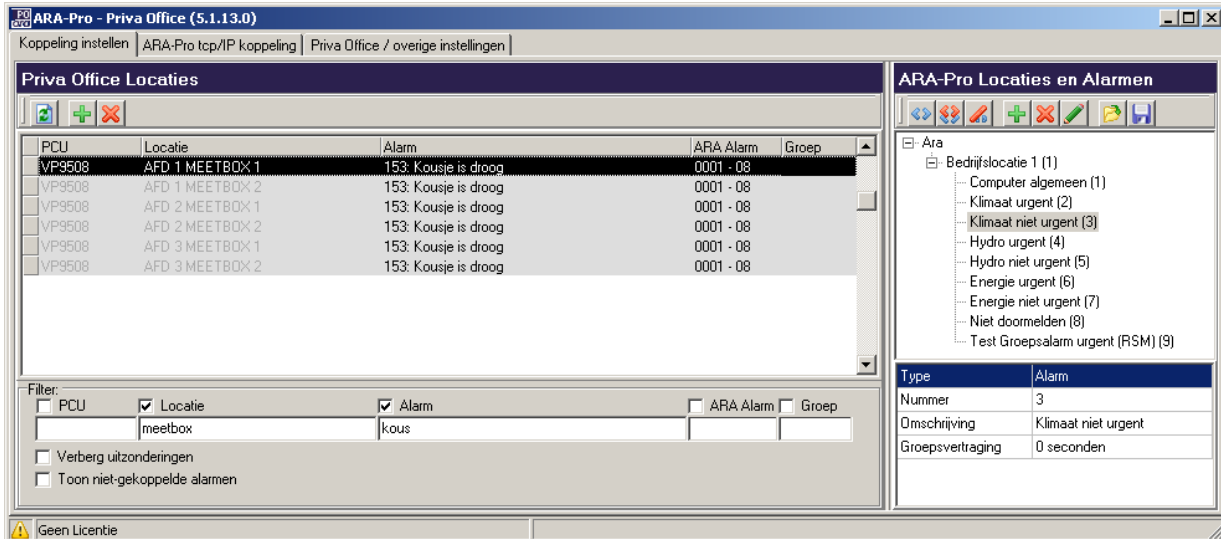 ARA-Pro - Priva Office (5.1.13.0)
Koppeling instellen ARA-Pro tcp/IP koppeling Priva Office / overige instellingen
Priva Office Locaties
PCU Locatie Alarm ARA Alarm Groep
VP9508 AFD 1 MEETBOX 1 153: Kousje is droog 0001 - 08
VP9508 AFD 1 MEETBOX 2 153: Kousje is droog 0001 - 08
VP9508 AFD 2 MEETBOX 1 153: Kousje is droog 0001 - 08
VP9508 AFD 2 MEETBOX 2 153: Kousje is droog 0001 - 08
VP9508 AFD 3 MEETBOX 1 153: Kousje is droog 0001 - 08
VP9508 AFD 3 MEETBOX 2 153: Kousje is droog 0001 - 08
Filter:
PCU Locatie Alarm ARA Alarm Groep
meetbox kous
Verberg uitzonderingen
Toon niet-gekoppelde alarmen
ARA-Pro Locaties en Alarmen
Ara
Bedrijfslocatie 1 (1)
Computer algemeen (1)
Klimaat urgent (2)
Klimaat niet urgent (3)
Hydro urgent (4)
Hydro niet urgent (5)
Energie urgent (6)
Energie niet urgent (7)
Niet doormelden (8)
Test Groepsalarm urgent (RSM) (9)
Type Alarm
Nummer 3
Omschrijving Klimaat niet urgent
Groepsvertraging 0 seconden
Geen Licentie